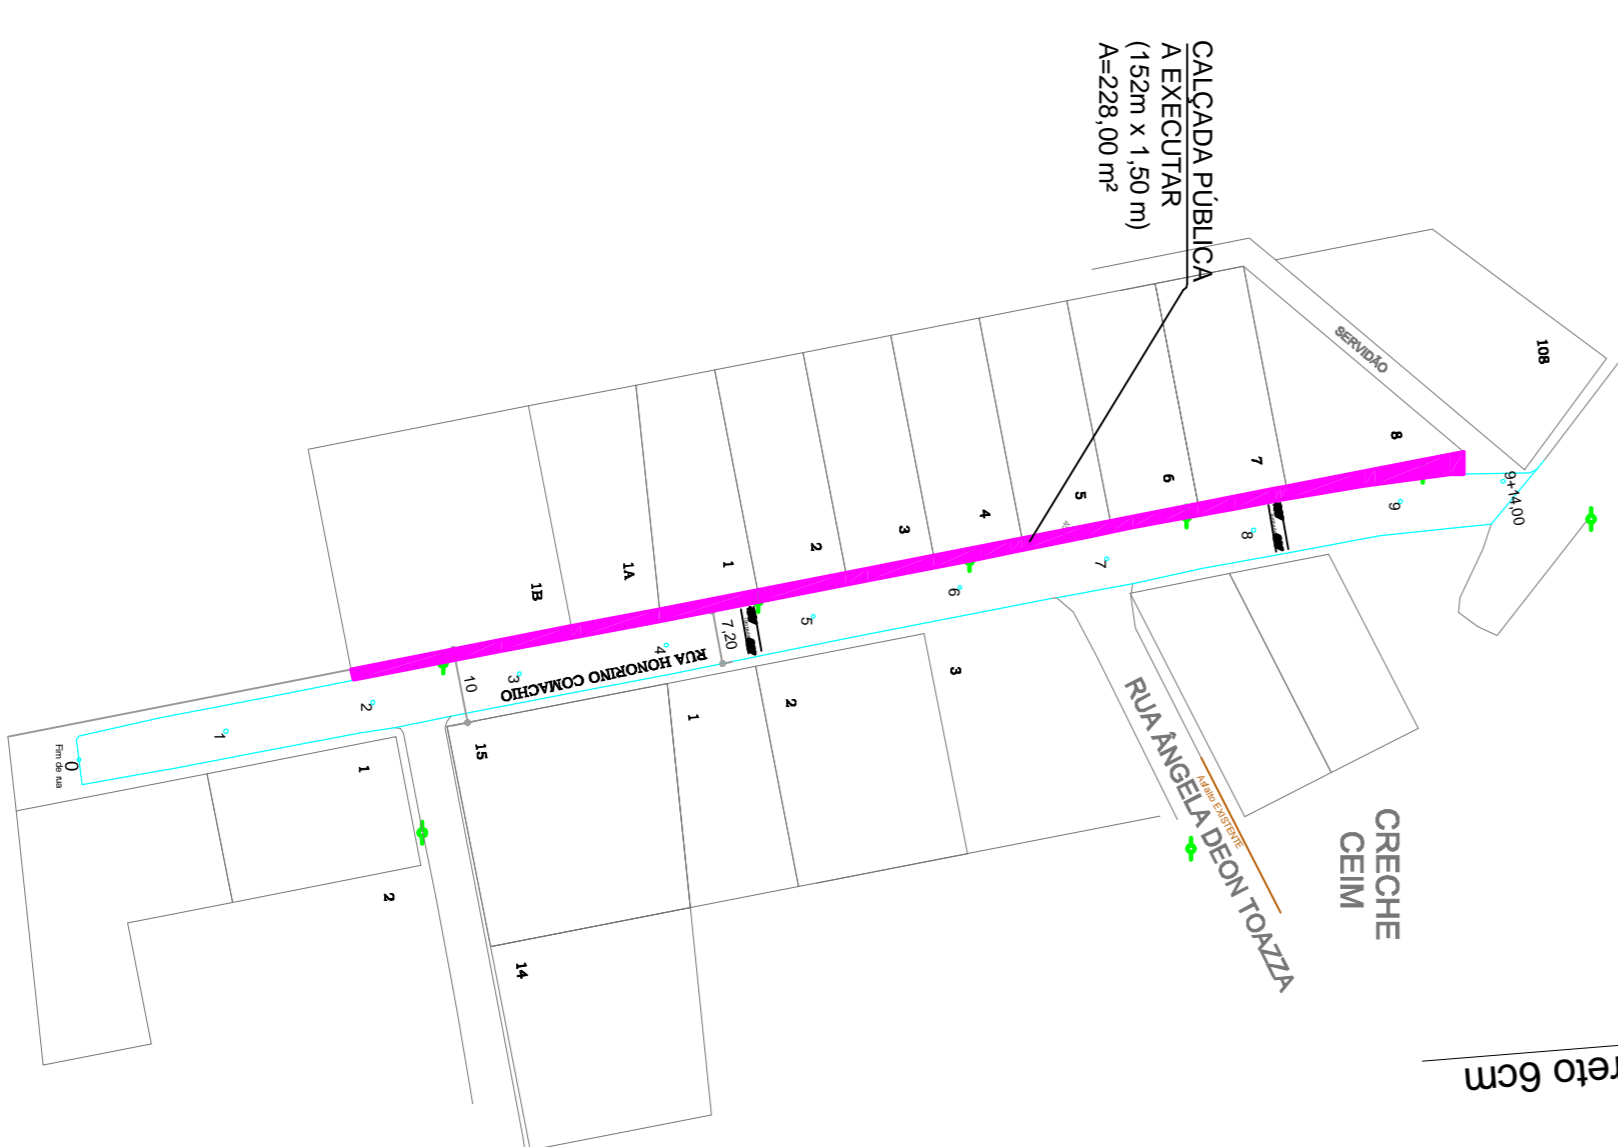 CALÇADA PÚBLICA
A EXECUTAR
(152m x 1,50 m)
A=228,00 m²
SERVIDÃO
108
8
7
6
5
4
3
2
1
1A
1B
9+14,00
9
8
7
6
5
4
3
2
1
0
Fim de rua
7,20
10
RUA HONORINO COMACHIO
3
2
1
15
14
1
2
RUA ÂNGELA DEON TOAZZA
Asfalto EXISTENTE
CRECHE
CEIM
reto 6cm